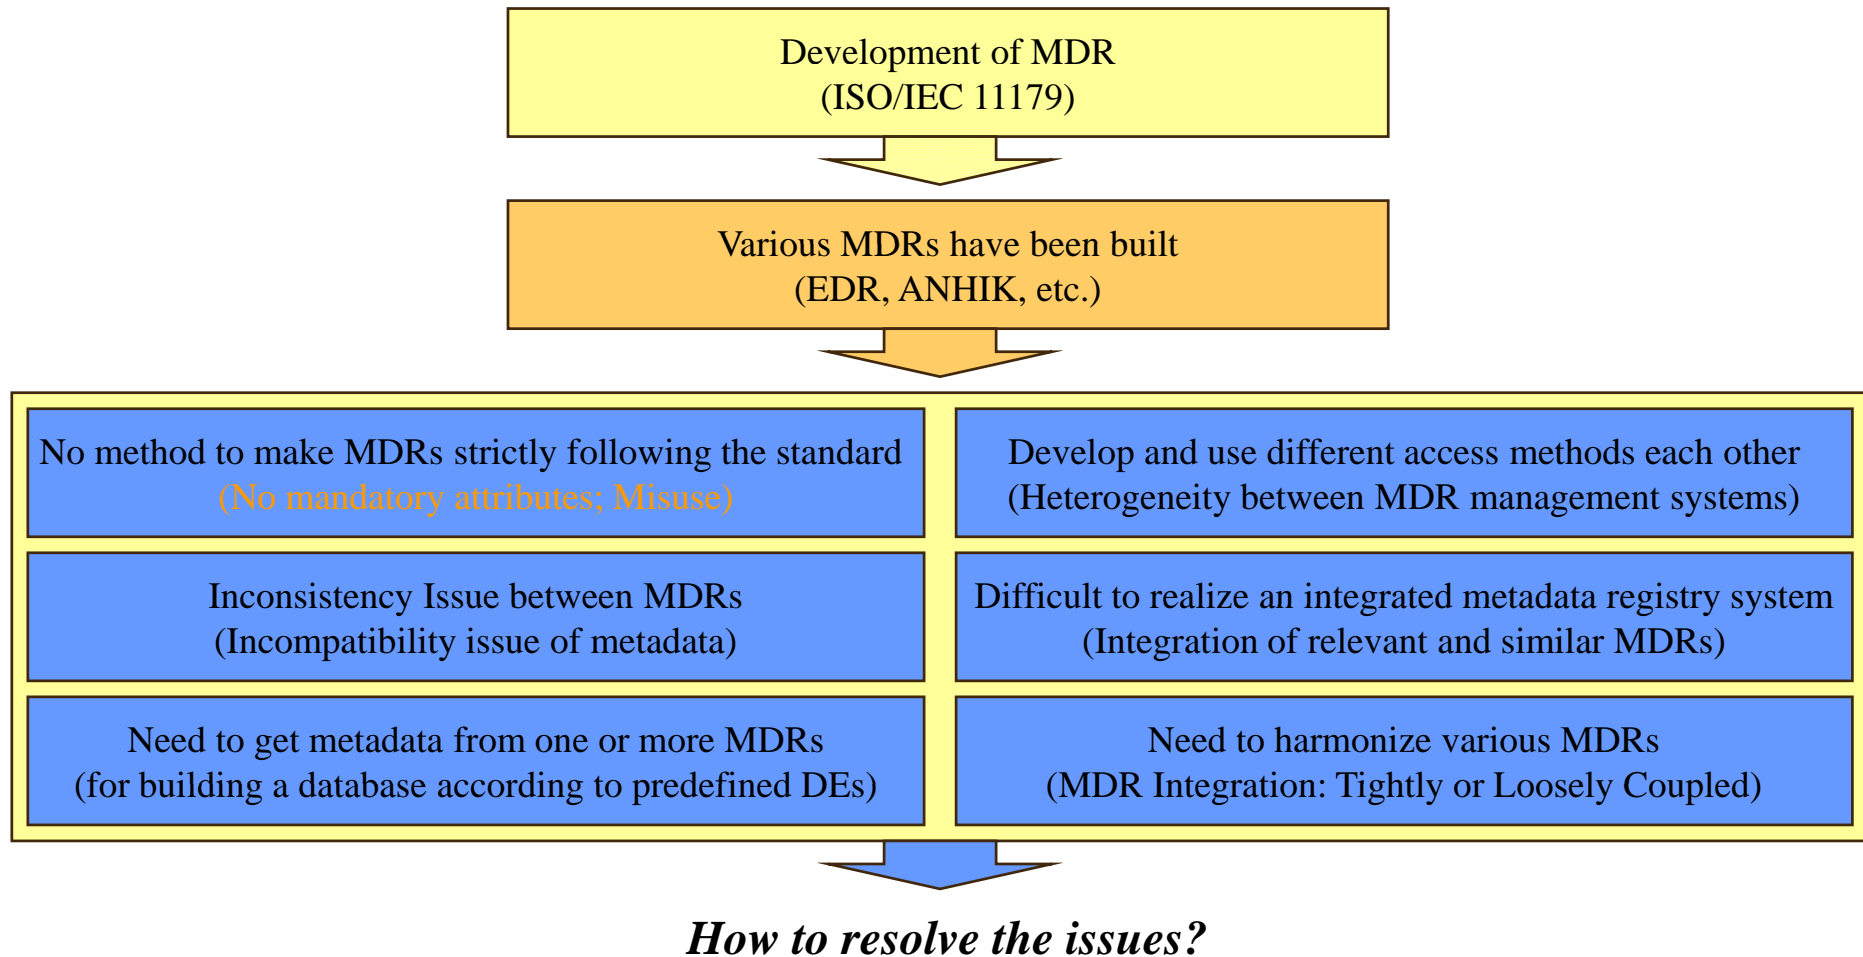 Development of MDR
(ISO/IEC 11179)
Various MDRs have been built
(EDR, ANHIK, etc.)
No method to make MDRs strictly following the standard
(No mandatory attributes; Misuse)
Develop and use different access methods each other
(Heterogeneity between MDR management systems)
Inconsistency Issue between MDRs
(Incompatibility issue of metadata)
Difficult to realize an integrated metadata registry system
(Integration of relevant and similar MDRs)
Need to get metadata from one or more MDRs
(for building a database according to predefined DEs)
Need to harmonize various MDRs
(MDR Integration: Tightly or Loosely Coupled)
How to resolve the issues?